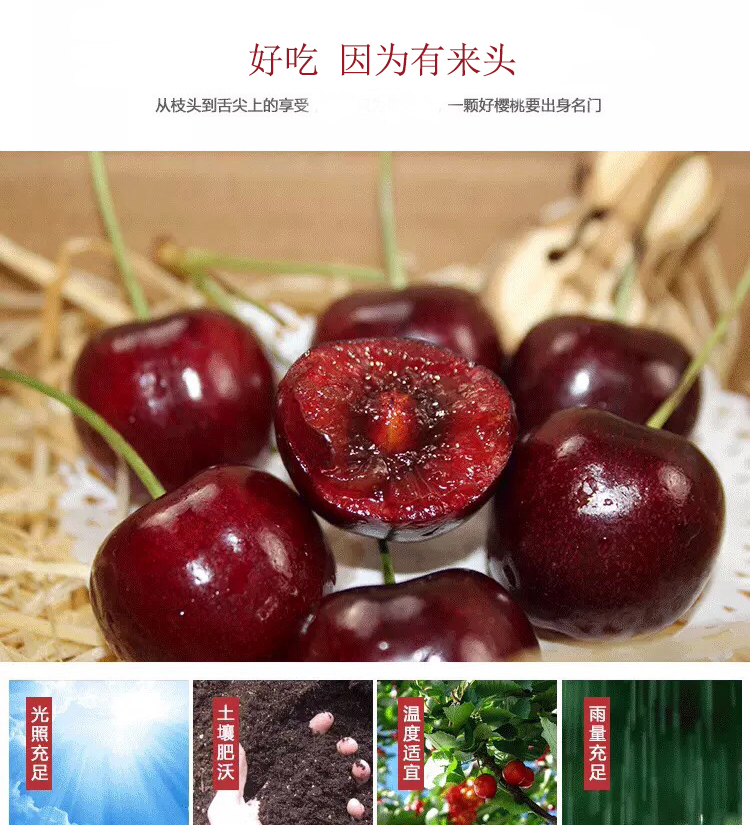 好吃 因为有来头
从枝头到舌尖上的享受 一颗好樱桃要出身名门
光照充足
土壤肥沃
温度适宜
雨量充足